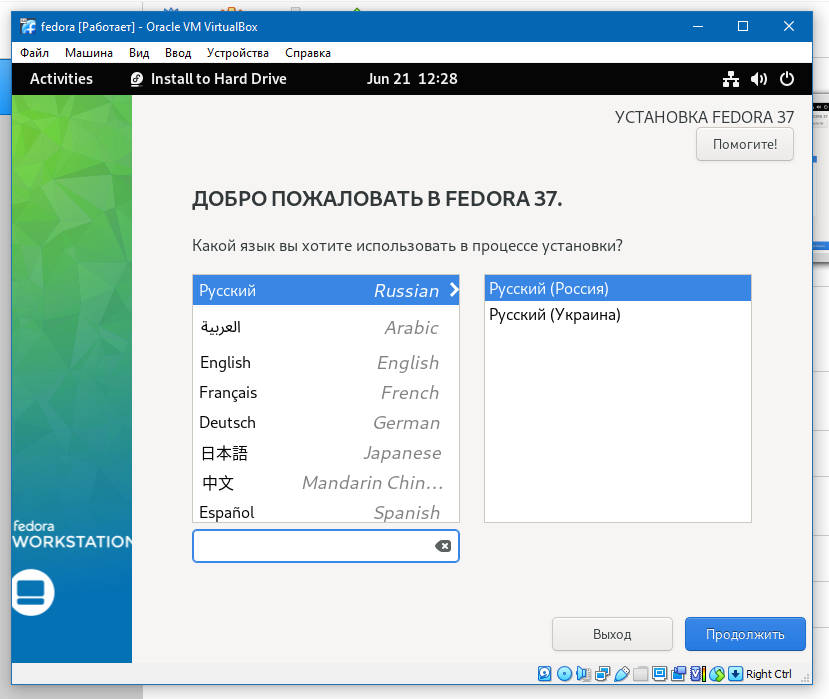 fedora [Работает] - Oracle VM VirtualBox
Файл Машина Вид Ввод Устройства Справка
Activities Install to Hard Drive Jun 21 12:28
УСТАНОВКА FEDORA 37
Помогите!
ДОБРО ПОЖАЛОВАТЬ В FEDORA 37.
Какой язык вы хотите использовать в процессе установки?
Русский Russian
العربية Arabic
English English
Français French
Deutsch German
日本語 Japanese
中文 Mandarin Chin...
Español Spanish
Русский (Россия)
Русский (Украина)
fedora
WORKSTATION
Выход Продолжить
Right Ctrl